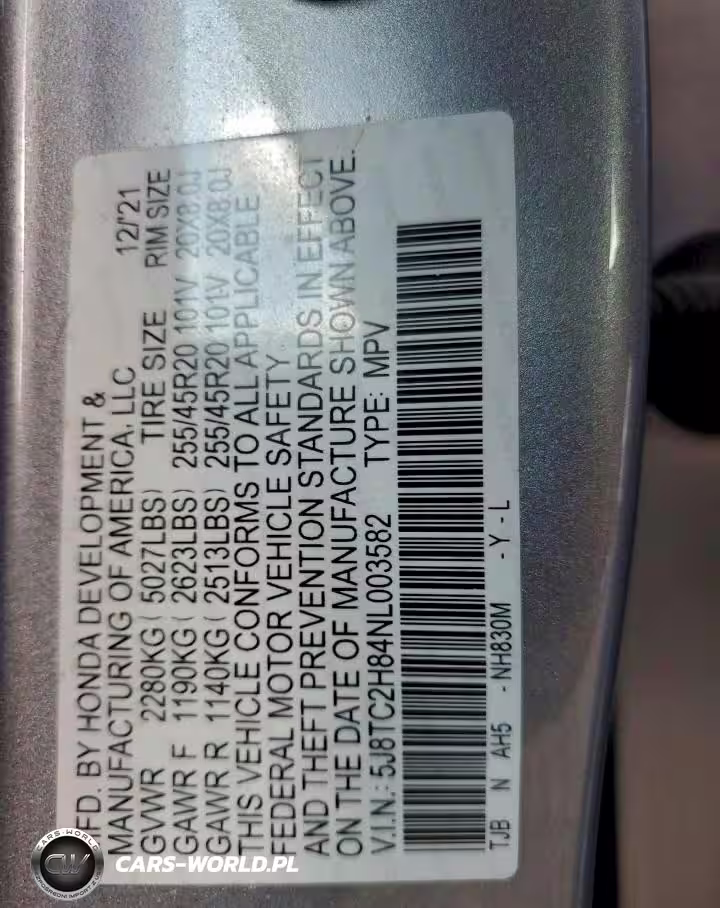 MFD. BY HONDA DEVELOPMENT &
MANUFACTURING OF AMERICA, LLC 12/'21
GVWR 2280KG ( 5027LBS) TIRE SIZE RIM SIZE
GAWR F 1190KG ( 2623LBS) 255/45R20 101V 20X8.0J
GAWR R 1140KG ( 2513LBS) 255/45R20 101V 20X8.0J
THIS VEHICLE CONFORMS TO ALL APPLICABLE
FEDERAL MOTOR VEHICLE SAFETY
AND THEFT PREVENTION STANDARDS IN EFFECT
ON THE DATE OF MANUFACTURE SHOWN ABOVE.
V.I.N.: 5J8TC2H84NL003582 TYPE: MPV
TJB N AH5 - NH830M - Y - L
CARS-WORLD
CW
CARS-WORLD.PL